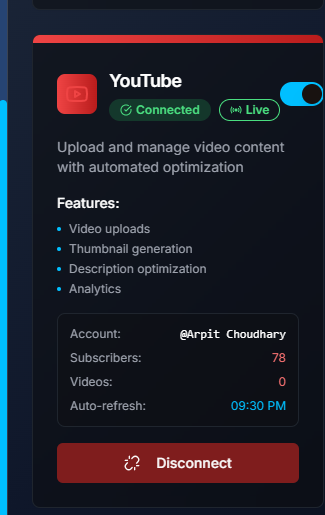 YouTube
Connected
Live
Upload and manage video content
with automated optimization
Features:
Video uploads
Thumbnail generation
Description optimization
Analytics
Account: @Arpit Choudhary
Subscribers: 78
Videos: 0
Auto-refresh: 09:30 PM
Disconnect